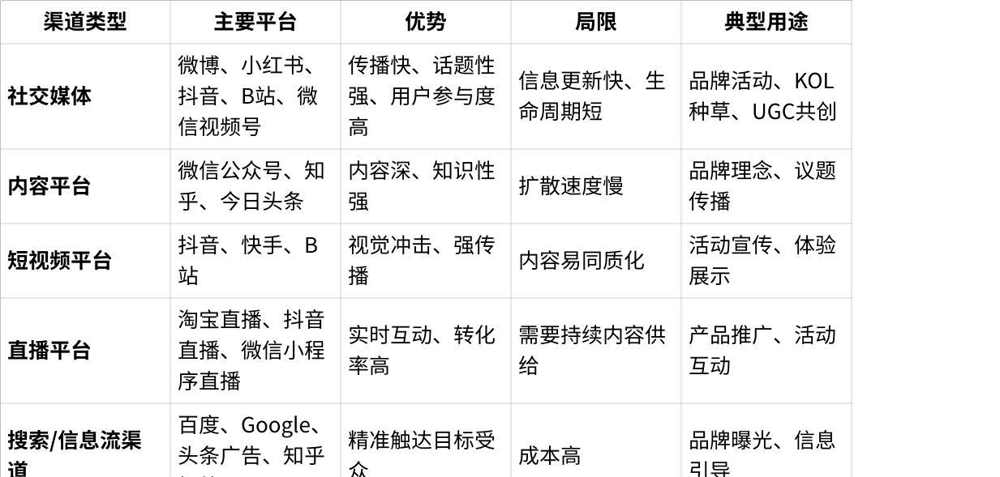 渠道类型 主要平台 优势 局限 典型用途
社交媒体
微博、小红书、
抖音、B站、微
信视频号
传播快、话题性
强、用户参与度
高
信息更新快、生
命周期短
品牌活动、KOL
种草、UGC共创
内容平台
微信公众号、知
乎、今日头条
内容深、知识性
强
扩散速度慢
品牌理念、议题
传播
短视频平台
抖音、快手、B
站
视觉冲击、强传
播
内容易同质化
活动宣传、体验
展示
直播平台
淘宝直播、抖音
直播、微信小程
序直播
实时互动、转化
率高
需要持续内容供
给
产品推广、活动
互动
搜索/信息流渠
道
百度、Google、
头条广告、知乎
精准触达目标受
众
成本高
品牌曝光、信息
引导